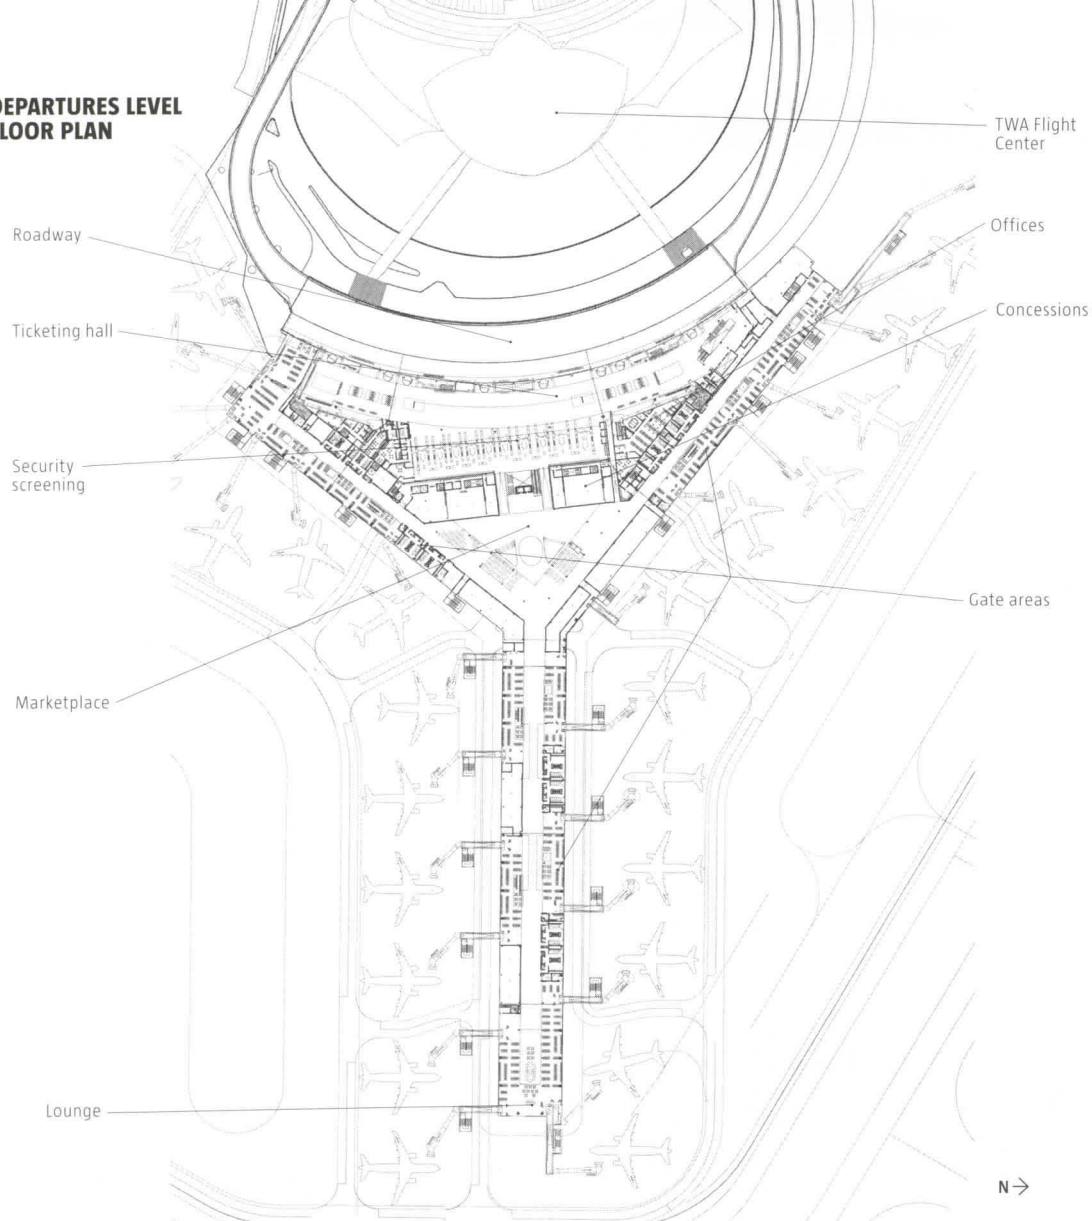 DEPARTURES LEVEL
FLOOR PLAN
TWA Flight
Center
Roadway
Offices
Ticketing hall
Concessions
Security
screening
Gate areas
Marketplace
Lounge
N